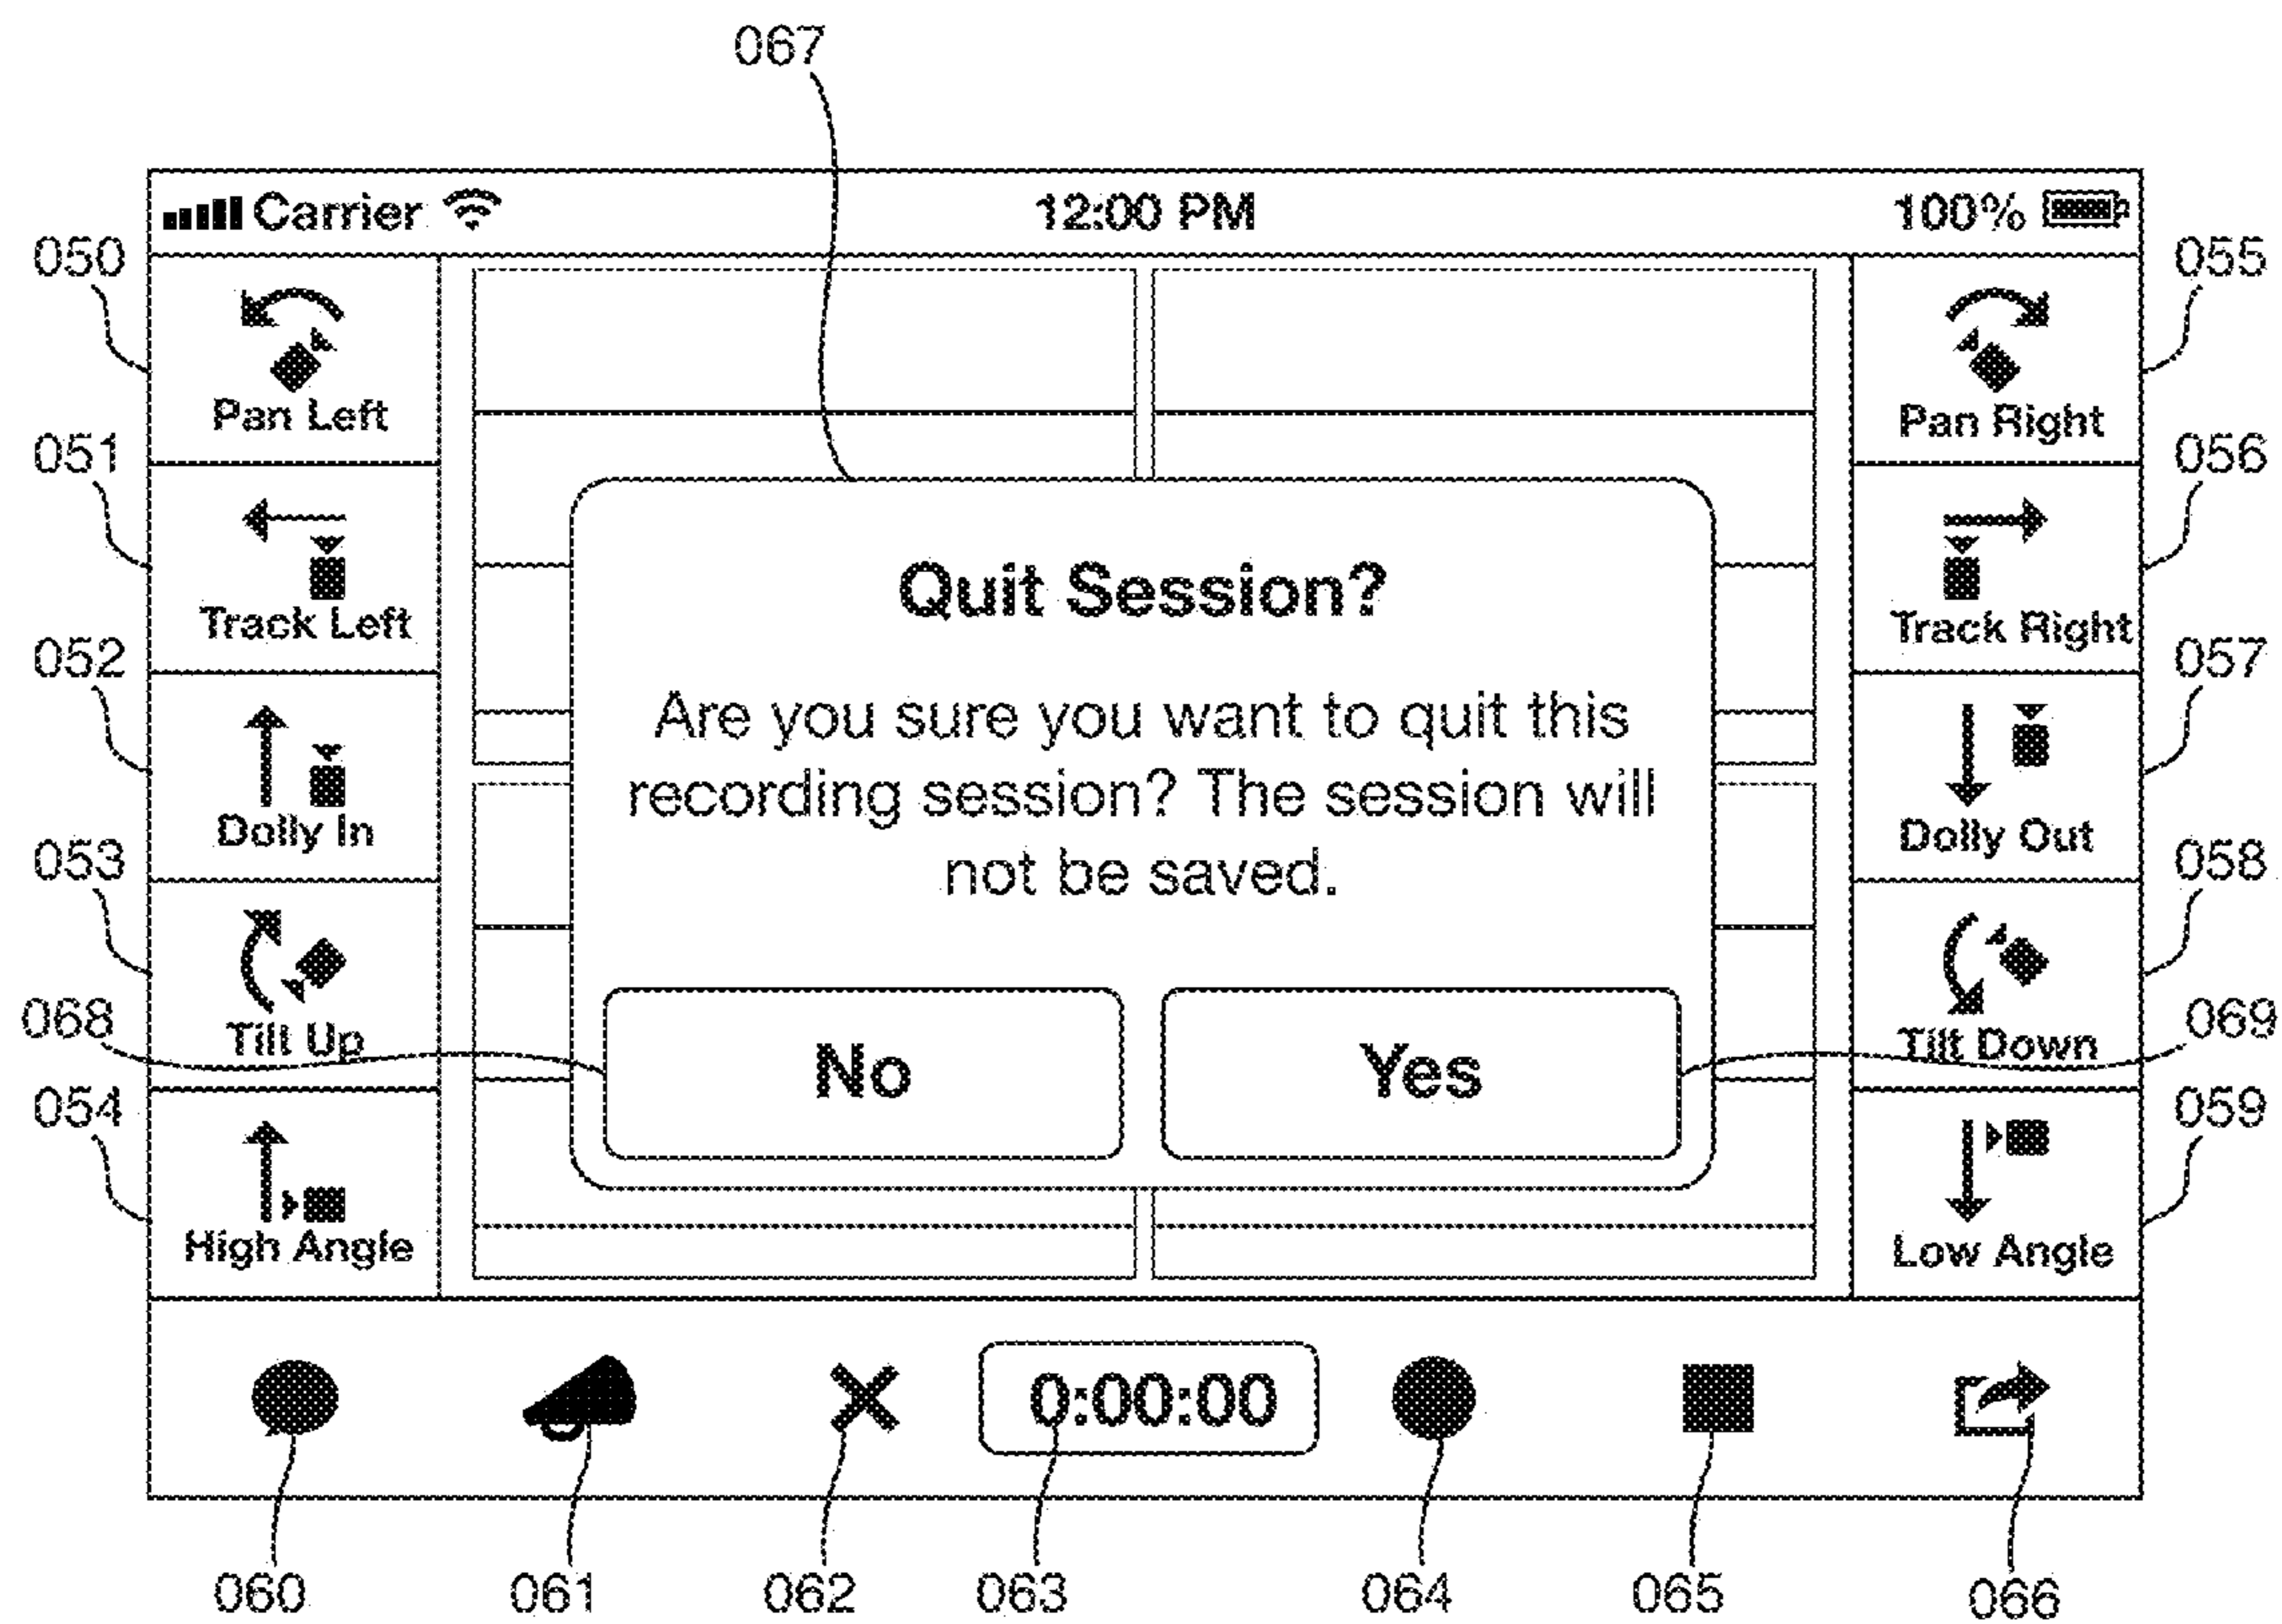 067
Carrier 12:00 PM 100%
050
055
Pan Left
Pan Right
051
056
Track Left
Track Right
Quit Session?
052
057
Are you sure you want to quit this
recording session? The session will
not be saved.
Dolly In
Dolly Out
053
058
068
069
Tilt Up
Tilt Down
No
Yes
054
059
High Angle
Low Angle
0:00:00
060 061 062 063 064 065 066